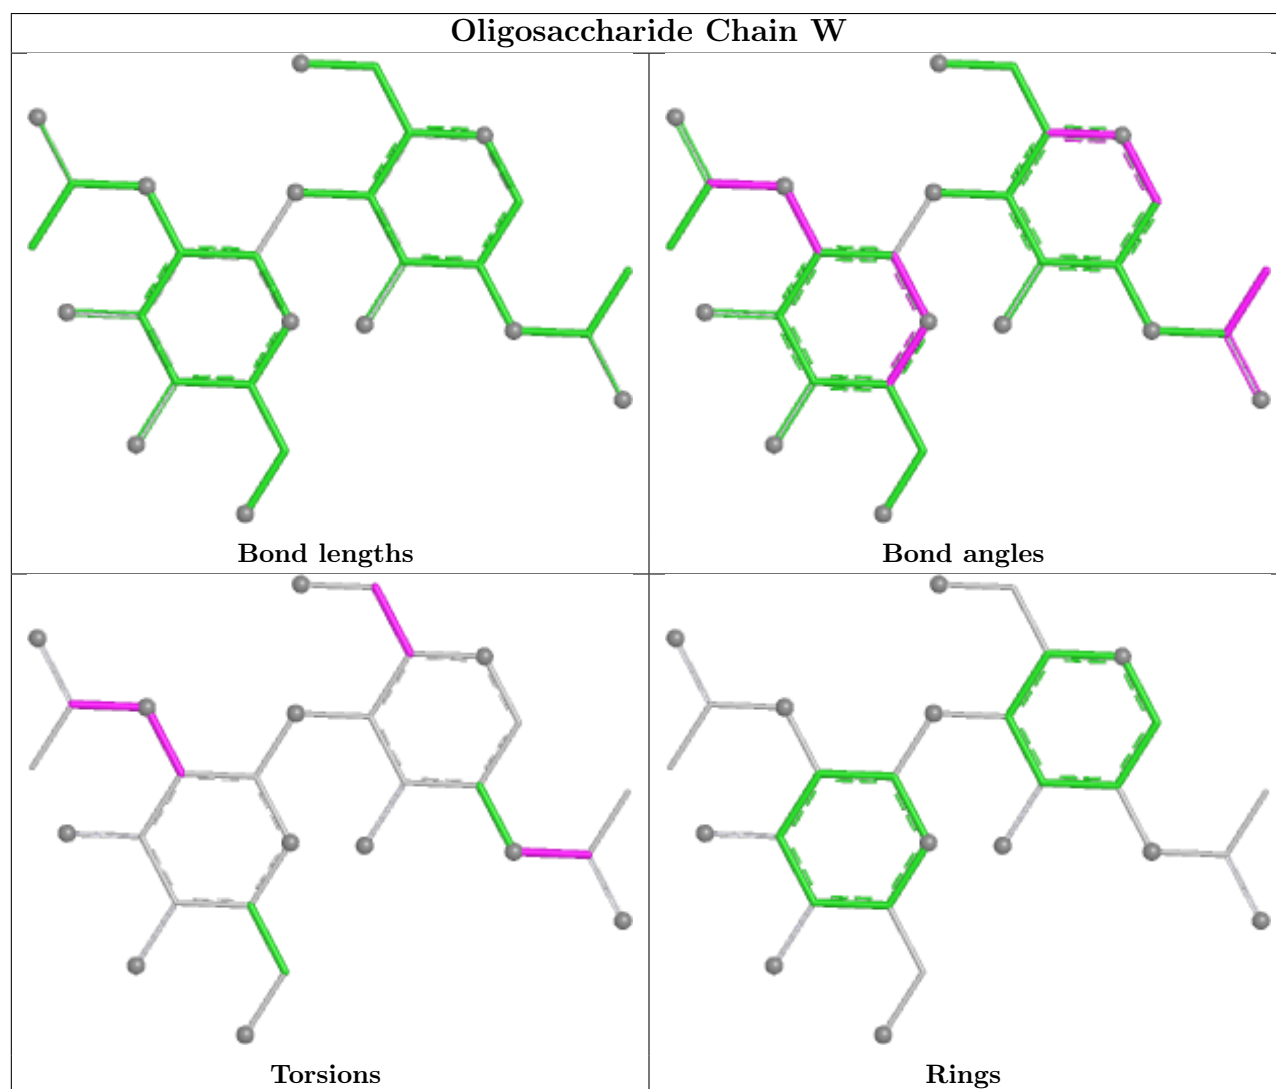 Oligosaccharide Chain W
Bond lengths
Bond angles
Torsions
Rings